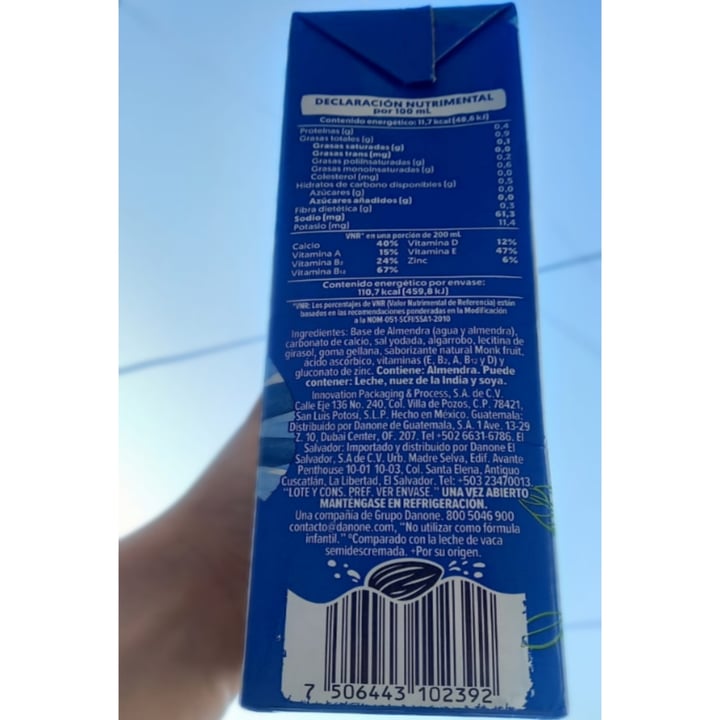 DECLARACIÓN NUTRIMENTAL
por 100 mL
Contenido energético: 11,7 kcal (48,6 kJ)
Proteínas (g) 0,4
Grasas totales (g) 0,9
Grasas saturadas (g) 0,1
Grasas trans (mg) 0,0
Grasas poliinsaturadas (g) 0,2
Grasas monoinsaturadas (g) 0,6
Colesterol (mg) 0,0
Hidratos de carbono disponibles (g) 0,5
Azúcares (g) 0,0
Azúcares añadidos (g) 0,0
Fibra dietética (g) 0,3
Sodio (mg) 61,3
Potasio (mg) 11,4
VNR* en una porción de 200 mL
Calcio 40% Vitamina D 12%
Vitamina A 15% Vitamina E 47%
Vitamina B₂ 24% Zinc 6%
Vitamina B₁₂ 67%
Contenido energético por envase:
110,7 kcal (459,8 kJ)
*VNR: Los porcentajes de VNR (Valor Nutrimental de Referencia) están
basados en las recomendaciones ponderadas en la Modificación
a la NOM-051-SCFI/SSA1-2010
Ingredientes: Base de Almendra (agua y almendra),
carbonato de calcio, sal yodada, algarrobo, lecitina de
girasol, goma gellana, saborizante natural Monk fruit,
ácido ascórbico, vitaminas (E, B₂, A, B₁₂ y D) y
gluconato de zinc. Contiene: Almendra. Puede
contener: Leche, nuez de la India y soya.
Innovation Packaging & Process, S.A. de C.V.
Calle Eje 136 No. 240, Col. Villa de Pozos, C.P. 78421,
San Luis Potosí, S.L.P. Hecho en México. Guatemala:
Distribuido por Danone de Guatemala, S.A. 1 Ave. 13-29
Z. 10, Dubai Center, OF. 207. Tel +502 6631-6786. El
Salvador: Importado y distribuido por Danone El
Salvador, S.A de C.V. Urb. Madre Selva, Edif. Avante
Penthouse 10-01 10-03, Col. Santa Elena, Antiguo
Cuscatlán, La Libertad, El Salvador. Tel: +503 23470013.
"LOTE Y CONS. PREF. VER ENVASE." UNA VEZ ABIERTO
MANTÉNGASE EN REFRIGERACIÓN.
Una compañía de Grupo Danone. 800 5046 900
contacto@danone.com, "No utilizar como fórmula
infantil." °Comparado con la leche de vaca
semidescremada. +Por su origen.
7 506443 102392